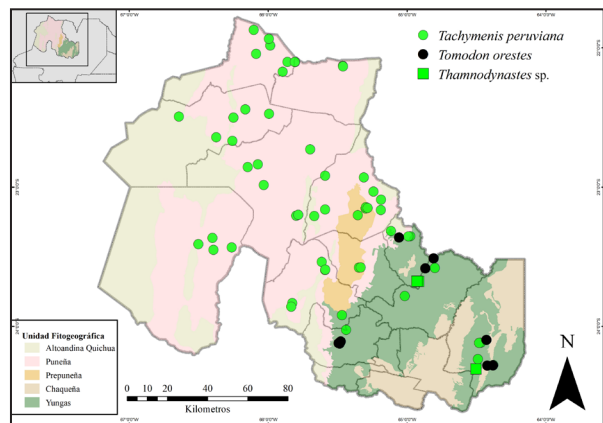 Tachymenis peruviana
Tomodon orestes
Thamnodynastes sp.
Unidad Fitogeográfica
Altoandina Quichua
Puneña
Prepuneña
Chaqueña
Yungas
0 10 20 40 60 80
Kilometros
N